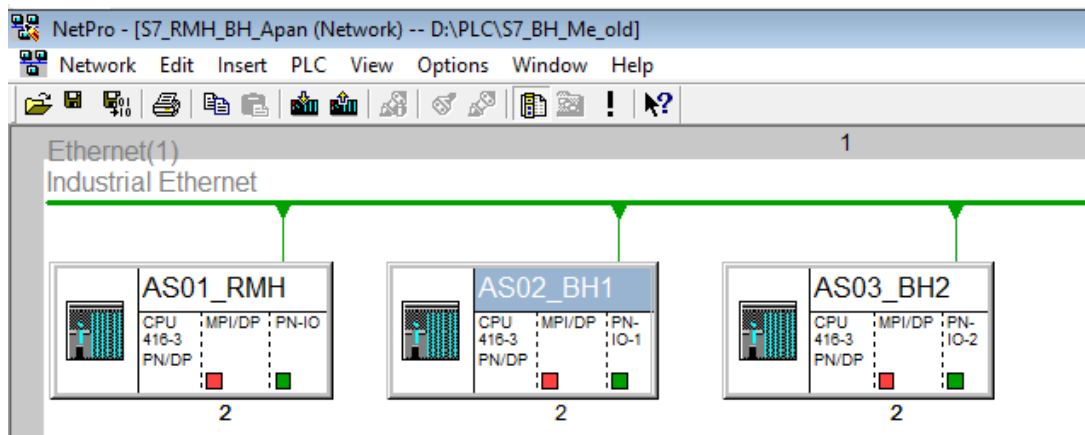 NetPro - [S7_RMH_BH_Apan (Network) -- D:\PLC\S7_BH_Me_old]
Network Edit Insert PLC View Options Window Help
Ethernet(1)
1
Industrial Ethernet
AS01_RMH
CPU
416-3
PN/DP
MPI/DP
PN-IO
2
AS02_BH1
CPU
416-3
PN/DP
MPI/DP
PN-
IO-1
2
AS03_BH2
CPU
416-3
PN/DP
MPI/DP
PN-
IO-2
2